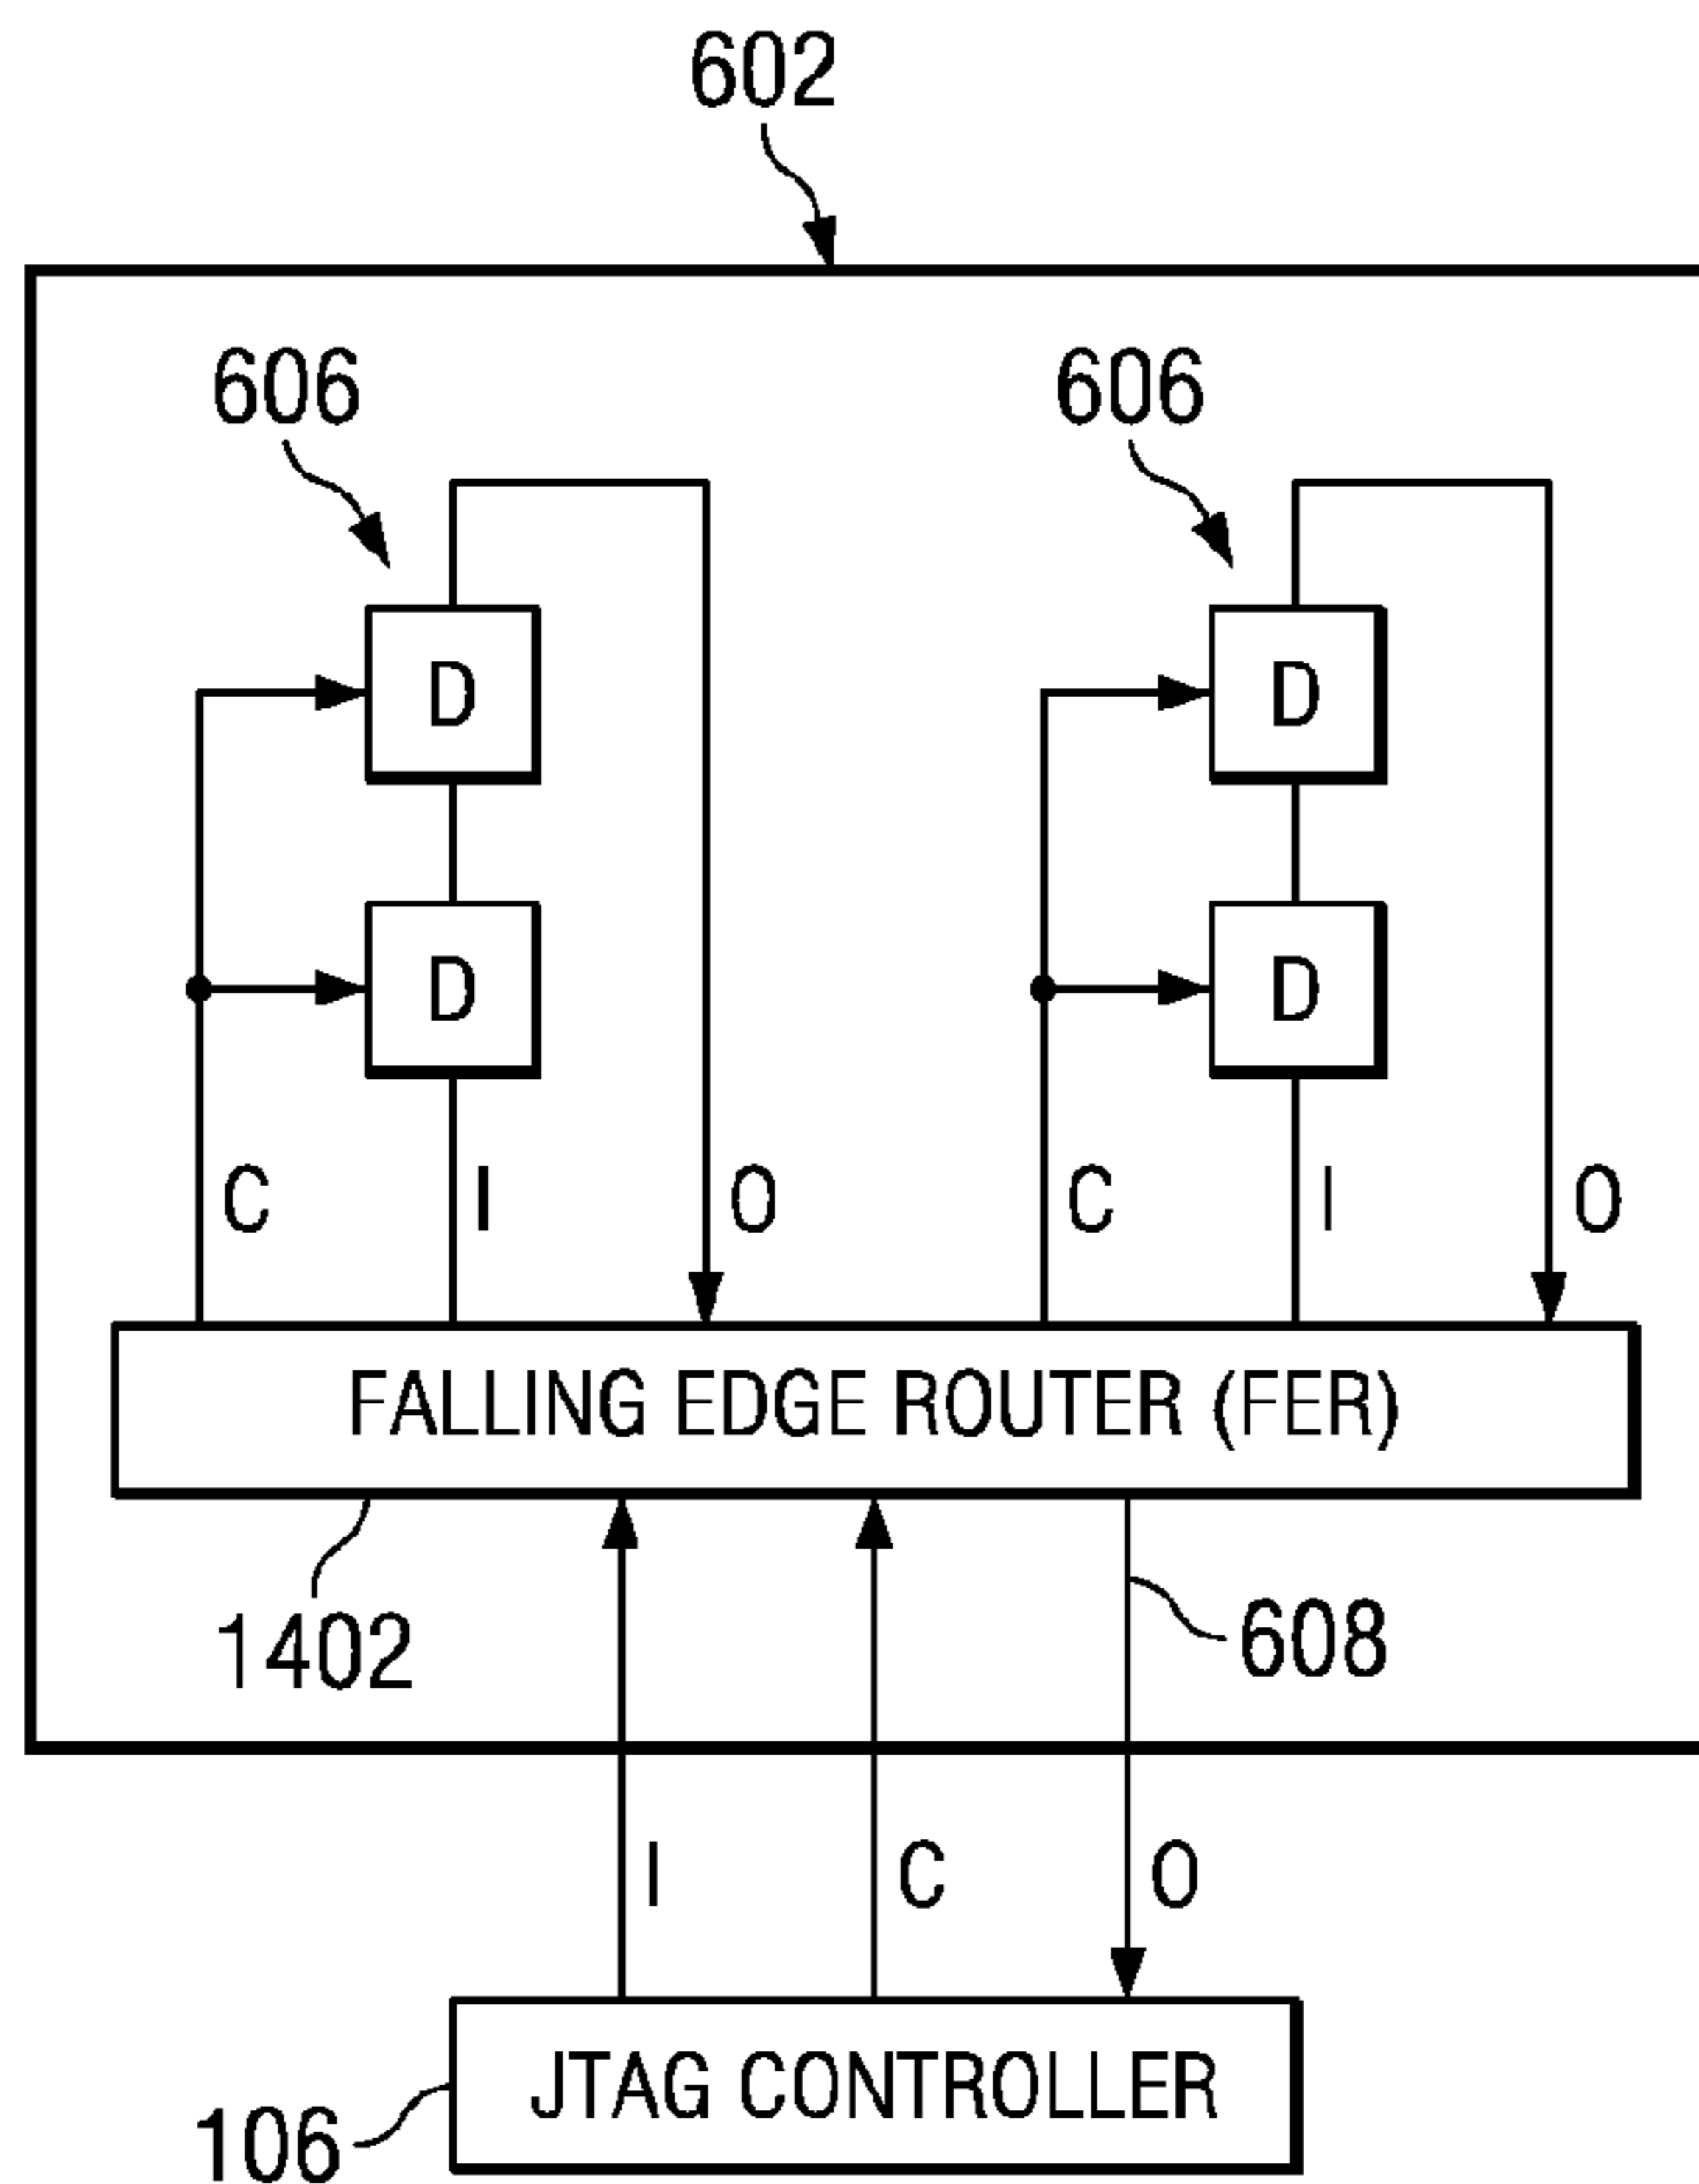 602
606 606
D D
D D
C I O C I O
FALLING EDGE ROUTER (FER)
1402 608
I C O
JTAG CONTROLLER
106